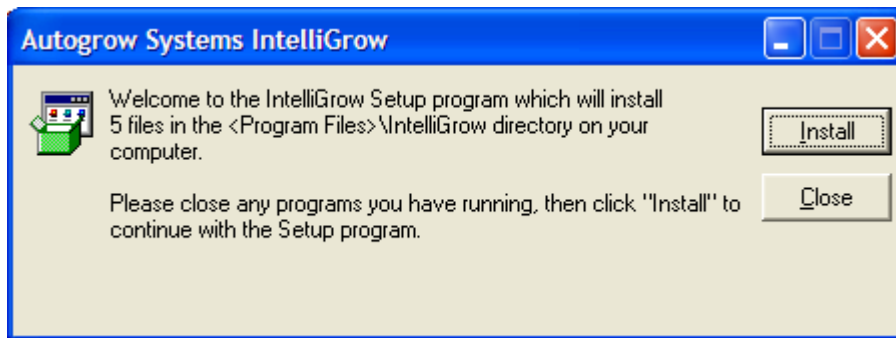 Autogrow Systems IntelliGrow
Welcome to the IntelliGrow Setup program which will install
5 files in the <Program Files>\IntelliGrow directory on your
computer.
Install
Close
Please close any programs you have running, then click "Install" to
continue with the Setup program.